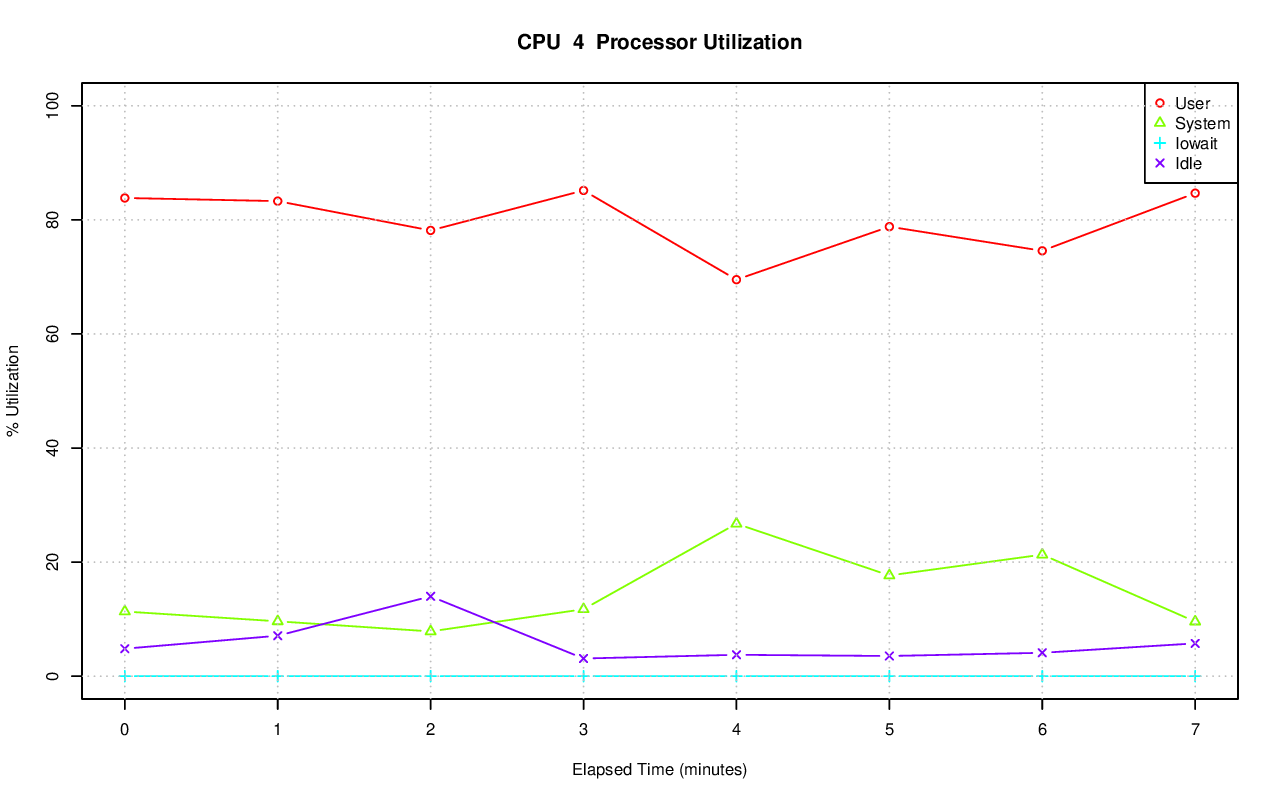 CPU  4  Processor Utilization
User
System
Iowait
Idle
100
80
60
40
20
0
% Utilization
0 1 2 3 4 5 6 7
Elapsed Time (minutes)